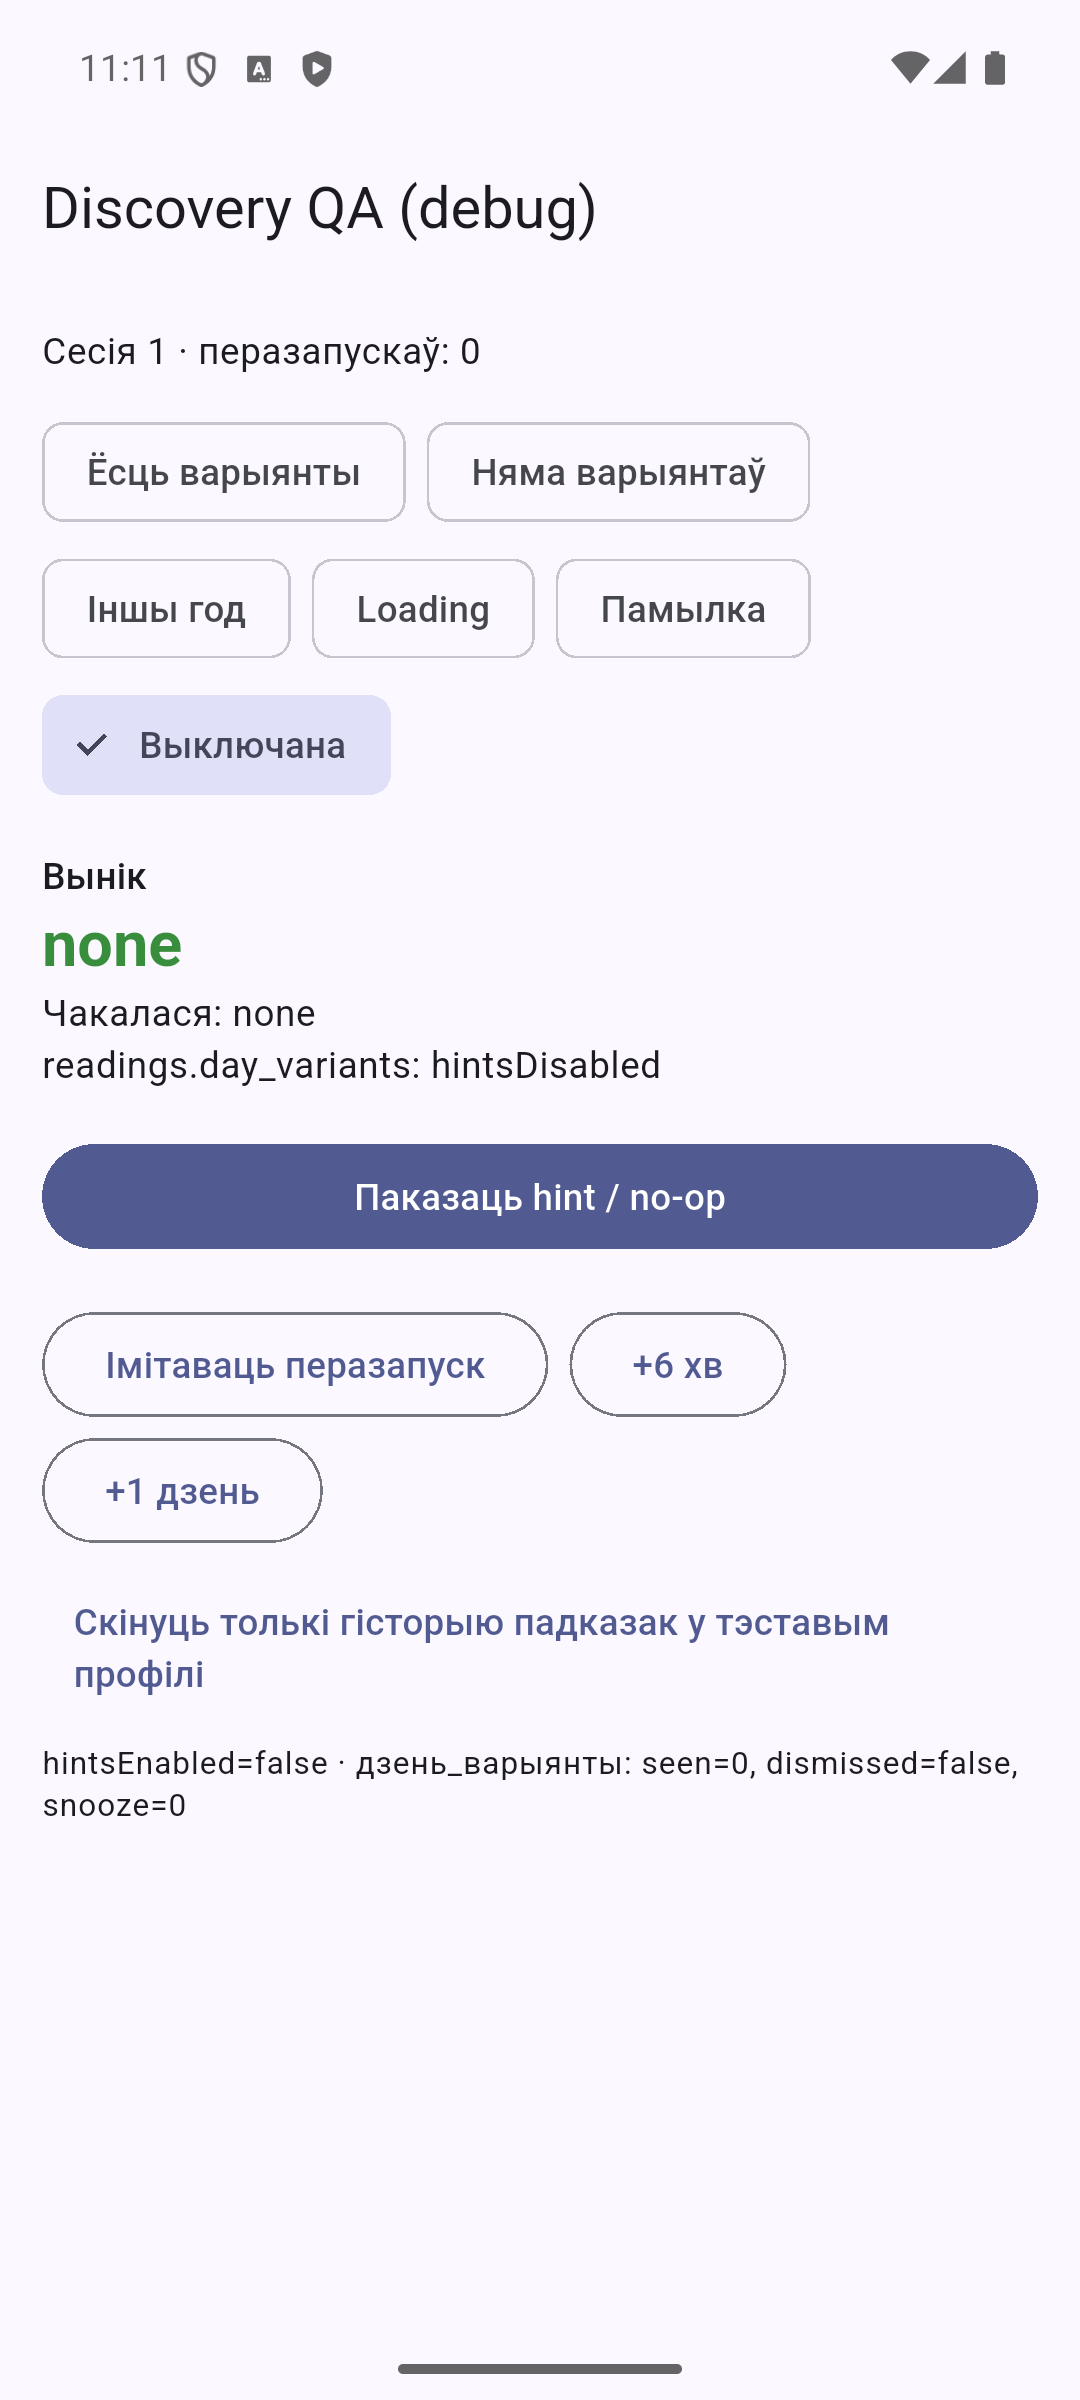 11:11
Discovery QA (debug)
Сесія 1 · перазапускаў: 0
Ёсць варыянты
Няма варыянтаў
Іншы год
Loading
Памылка
Выключана
Вынік
none
Чакалася: none
readings.day_variants: hintsDisabled
Паказаць hint / no-op
Імітаваць перазапуск
+6 хв
+1 дзень
Скінуць толькі гісторыю падказак у тэставым
профілі
hintsEnabled=false · дзень_варыянты: seen=0, dismissed=false,
snooze=0